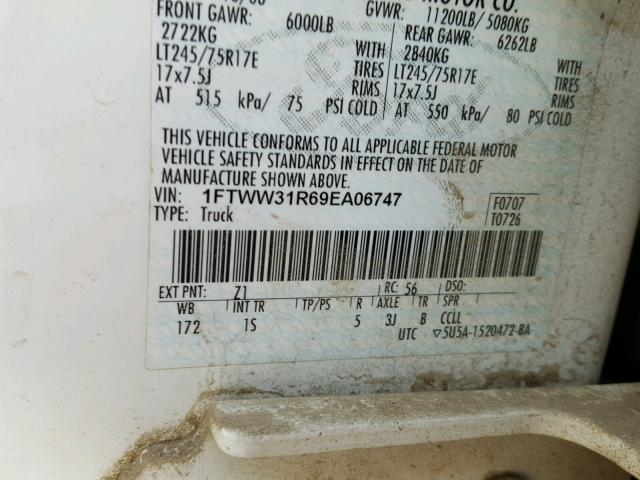 MOTOR CO.
FRONT GAWR: 6000LB
GVWR: 11200LB/ 5080KG
2722KG
REAR GAWR: 6262LB
WITH 2840KG WITH
LT245/75R17E TIRES LT245/75R17E TIRES
17x7.5J RIMS 17x7.5J RIMS
AT 515 kPa/ 75 PSI COLD AT 550 kPa/ 80 PSI COLD
THIS VEHICLE CONFORMS TO ALL APPLICABLE FEDERAL MOTOR
VEHICLE SAFETY STANDARDS IN EFFECT ON THE DATE OF
MANUFACTURE SHOWN ABOVE.
VIN: 1FTWW31R69EA06747
TYPE: Truck
F0707
T0726
EXT PNT: Z1 RC: 56 DSO:
WB INT TR TP/PS R AXLE TR SPR
172 1S 5 3J B CCLL
UTC ▽5U5A-1520472-BA